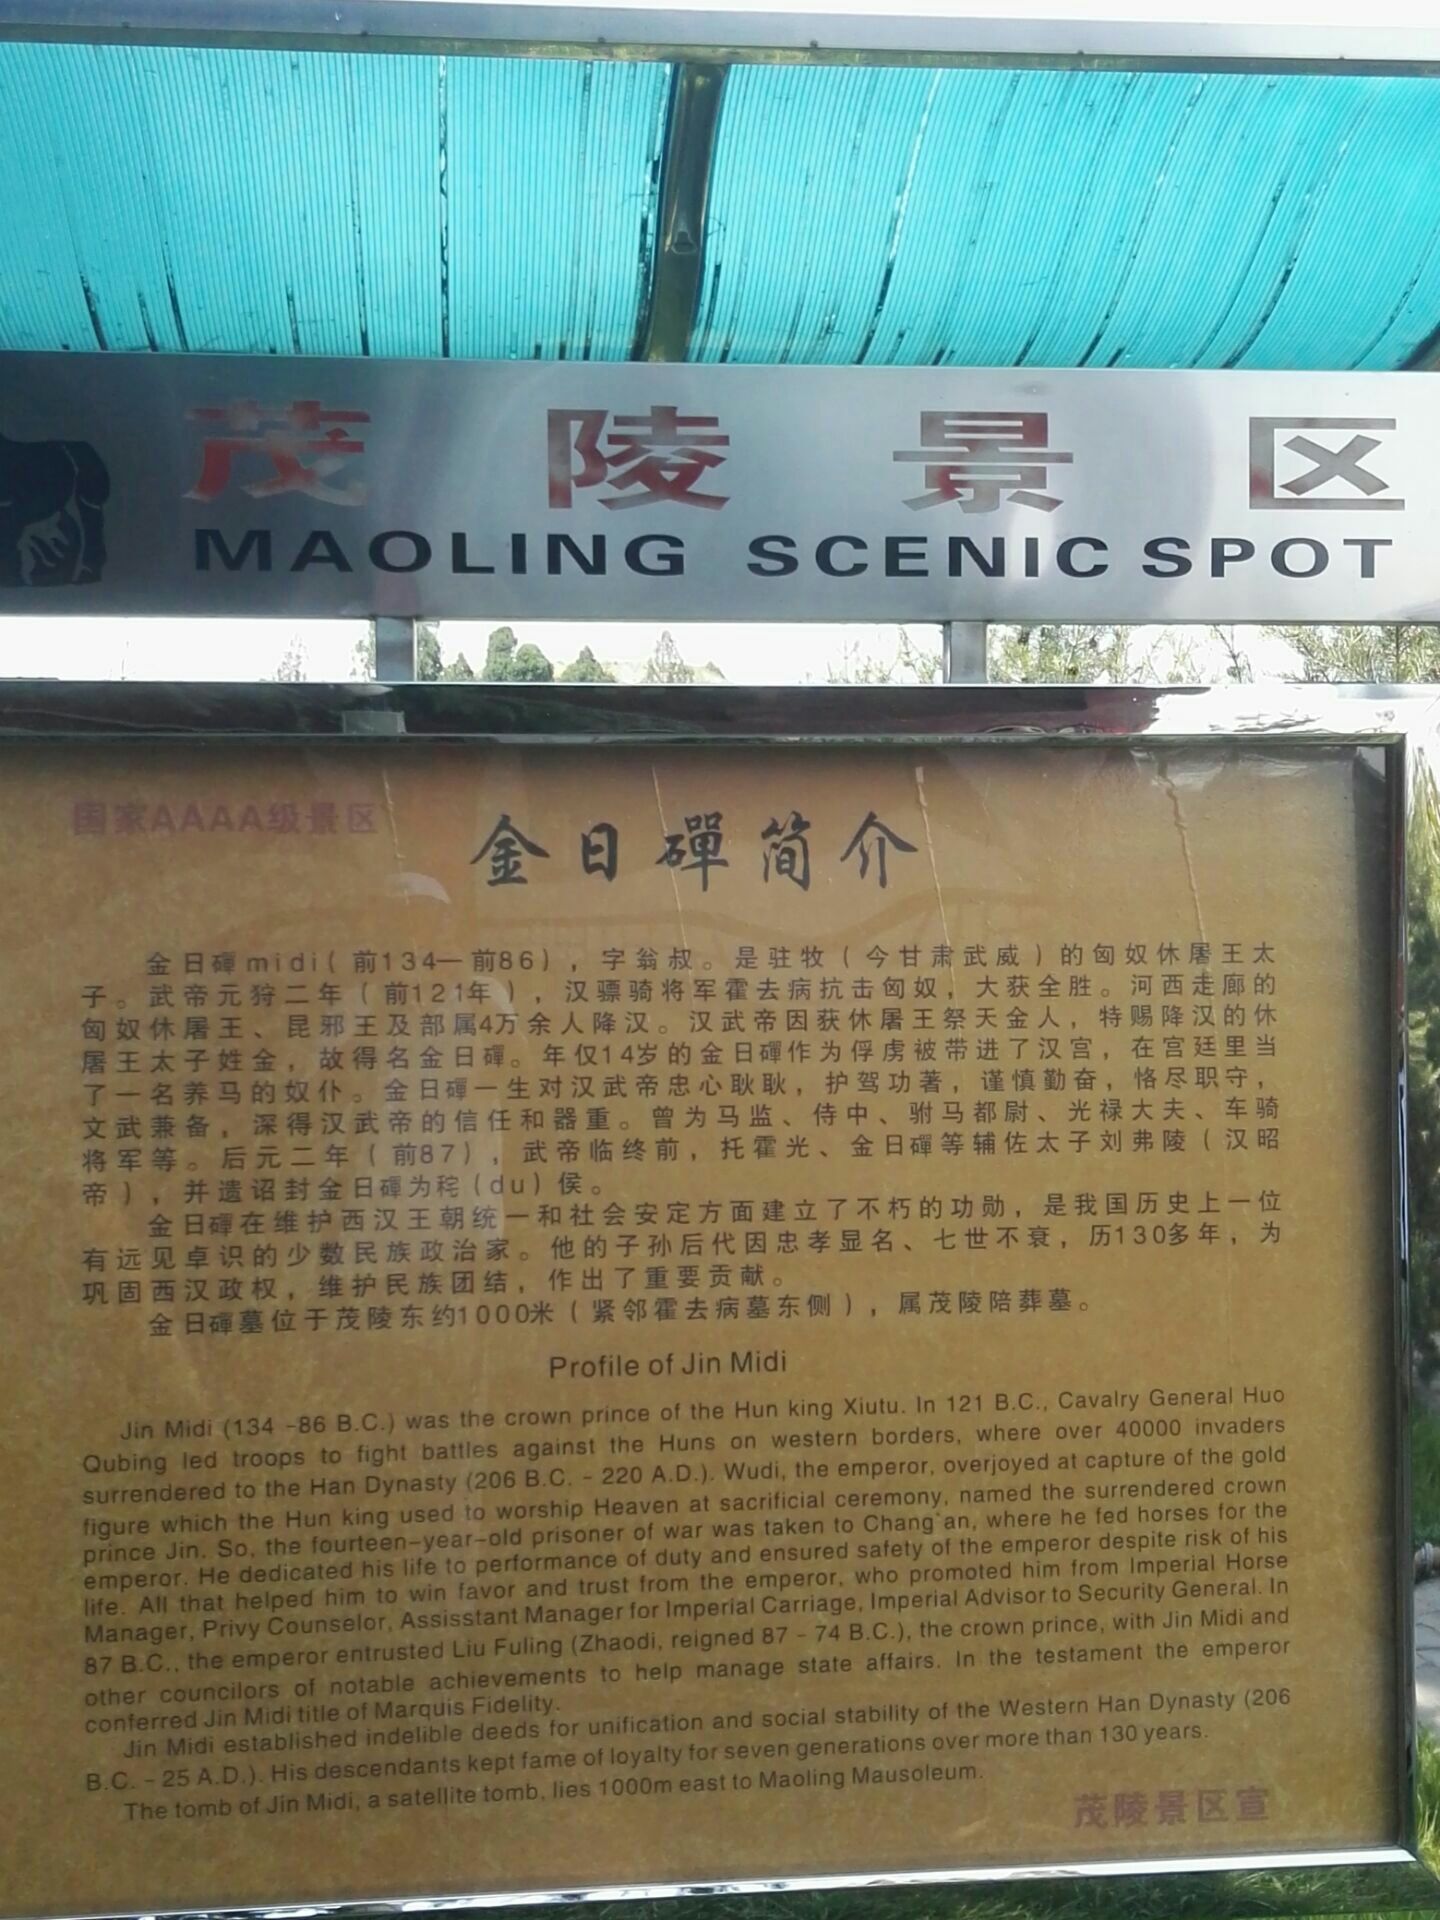 茂陵景区
MAOLING SCENIC SPOT
国家AAAA级景区
金日磾简介
金日磾midi(前134—前86)，字翁叔。是驻牧(今甘肃武威)的匈奴休屠王太
子。武帝元狩二年(前121年)，汉骠骑将军霍去病抗击匈奴，大获全胜。河西走廊的
匈奴休屠王、昆邪王及部属4万余人降汉。汉武帝因获休屠王祭天金人，特赐降汉的休
屠王太子姓金，故得名金日磾。年仅14岁的金日磾作为俘虏被带进了汉宫，在宫廷里当
了一名养马的奴仆。金日磾一生对汉武帝忠心耿耿，护驾功著，谨慎勤奋，恪尽职守，
文武兼备，深得汉武帝的信任和器重。曾为马监、侍中、驸马都尉、光禄大夫、车骑
将军等。后元二年(前87)，武帝临终前，托霍光、金日磾等辅佐太子刘弗陵(汉昭
帝)，并遗诏封金日磾为秺(du)侯。
金日磾在维护西汉王朝统一和社会安定方面建立了不朽的功勋，是我国历史上一位
有远见卓识的少数民族政治家。他的子孙后代因忠孝显名、七世不衰，历130多年，为
巩固西汉政权，维护民族团结，作出了重要贡献。
金日磾墓位于茂陵东约1000米(紧邻霍去病墓东侧)，属茂陵陪葬墓。
Profile of Jin Midi
Jin Midi (134 -86 B.C.) was the crown prince of the Hun king Xiutu. In 121 B.C., Cavalry General Huo
Qubing led troops to fight battles against the Huns on western borders, where over 40000 invaders
surrendered to the Han Dynasty (206 B.C. - 220 A.D.). Wudi, the emperor, overjoyed at capture of the gold
figure which the Hun king used to worship Heaven at sacrificial ceremony, named the surrendered crown
prince Jin. So, the fourteen-year-old prisoner of war was taken to Chang'an, where he fed horses for the
emperor. He dedicated his life to performance of duty and ensured safety of the emperor despite risk of his
life. All that helped him to win favor and trust from the emperor, who promoted him from Imperial Horse
Manager, Privy Counselor, Assisstant Manager for Imperial Carriage, Imperial Advisor to Security General. In
87 B.C., the emperor entrusted Liu Fuling (Zhaodi, reigned 87 - 74 B.C.), the crown prince, with Jin Midi and
other councilors of notable achievements to help manage state affairs. In the testament the emperor
conferred Jin Midi title of Marquis Fidelity.
Jin Midi established indelible deeds for unification and social stability of the Western Han Dynasty (206
B.C. - 25 A.D.). His descendants kept fame of loyalty for seven generations over more than 130 years.
The tomb of Jin Midi, a satellite tomb, lies 1000m east to Maoling Mausoleum.
茂陵景区宣